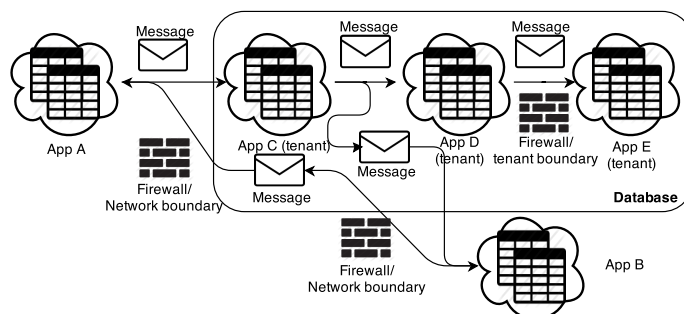 Message
Message
Message
App A
App C (tenant)
App D
(tenant)
Firewall/
tenant boundary
App E
(tenant)
Firewall/
Network boundary
Message
Message
Database
Firewall/
Network boundary
App B